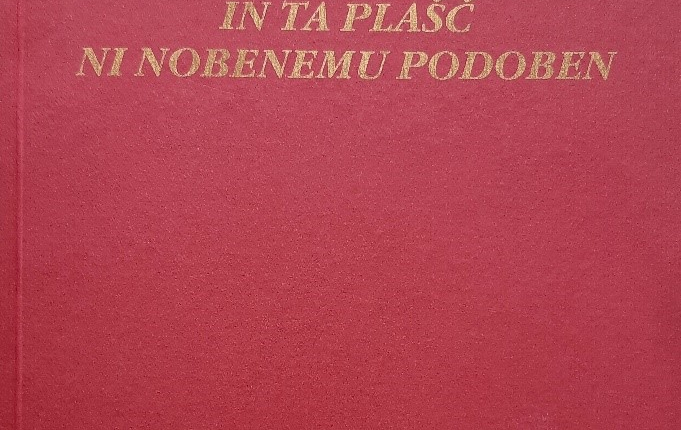 IN TA PLAŠČ
NI NOBENEMU PODOBEN